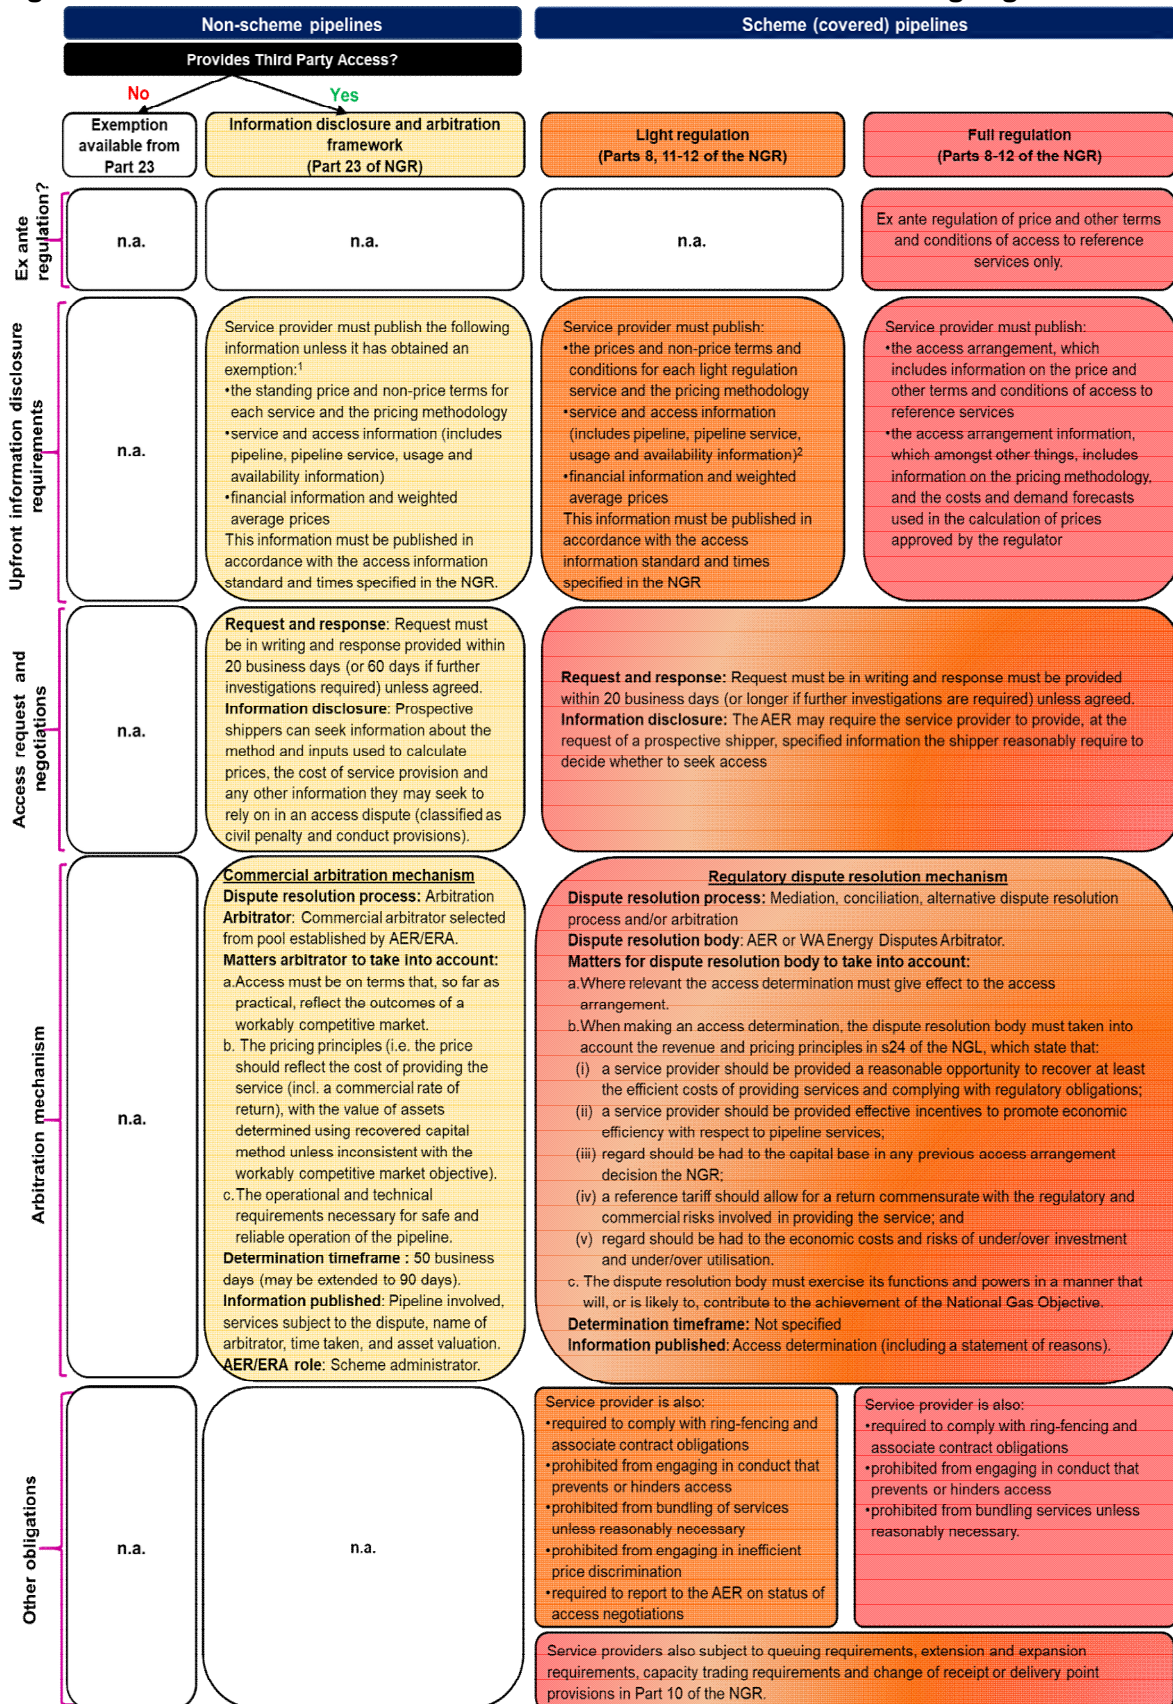 Non-scheme pipelines
Scheme (covered) pipelines
Provides Third Party Access?
No
Yes
Exemption
available from
Part 23
Information disclosure and arbitration
framework
(Part 23 of NGR)
Light regulation
(Parts 8, 11-12 of the NGR)
Full regulation
(Parts 8-12 of the NGR)
Ex ante
regulation?
n.a.
n.a.
n.a.
Ex ante regulation of price and other terms
and conditions of access to reference
services only.
Upfront information disclosure
requirements
n.a.
Service provider must publish the following
information unless it has obtained an
exemption:¹
•the standing price and non-price terms for
each service and the pricing methodology
•service and access information (includes
pipeline, pipeline service, usage and
availability information)
•financial information and weighted
average prices
This information must be published in
accordance with the access information
standard and times specified in the NGR.
Service provider must publish:
•the prices and non-price terms and
conditions for each light regulation
service and the pricing methodology
•service and access information
(includes pipeline, pipeline service,
usage and availability information)²
•financial information and weighted
average prices
This information must be published in
accordance with the access
information standard and times
specified in the NGR
Service provider must publish:
•the access arrangement, which
includes information on the price and
other terms and conditions of access to
reference services
•the access arrangement information,
which amongst other things, includes
information on the pricing methodology,
and the costs and demand forecasts
used in the calculation of prices
approved by the regulator
Access request and
negotiations
n.a.
Request and response: Request must
be in writing and response provided within
20 business days (or 60 days if further
investigations required) unless agreed.
Information disclosure: Prospective
shippers can seek information about the
method and inputs used to calculate
prices, the cost of service provision and
any other information they may seek to
rely on in an access dispute (classified as
civil penalty and conduct provisions).
Request and response: Request must be in writing and response must be provided
within 20 business days (or longer if further investigations are required) unless agreed.
Information disclosure: The AER may require the service provider to provide, at the
request of a prospective shipper, specified information the shipper reasonably require to
decide whether to seek access
Arbitration mechanism
n.a.
Commercial arbitration mechanism
Dispute resolution process: Arbitration
Arbitrator: Commercial arbitrator selected
from pool established by AER/ERA.
Matters arbitrator to take into account:
a.Access must be on terms that, so far as
practical, reflect the outcomes of a
workably competitive market.
b. The pricing principles (i.e. the price
should reflect the cost of providing the
service (incl. a commercial rate of
return), with the value of assets
determined using recovered capital
method unless inconsistent with the
workably competitive market objective).
c.The operational and technical
requirements necessary for safe and
reliable operation of the pipeline.
Determination timeframe : 50 business
days (may be extended to 90 days).
Information published: Pipeline involved,
services subject to the dispute, name of
arbitrator, time taken, and asset valuation.
AER/ERA role: Scheme administrator.
Regulatory dispute resolution mechanism
Dispute resolution process: Mediation, conciliation, alternative dispute resolution
process and/or arbitration
Dispute resolution body: AER or WA Energy Disputes Arbitrator.
Matters for dispute resolution body to take into account:
a.Where relevant the access determination must give effect to the access
arrangement.
b.When making an access determination, the dispute resolution body must taken into
account the revenue and pricing principles in s24 of the NGL, which state that:
(i) a service provider should be provided a reasonable opportunity to recover at least
the efficient costs of providing services and complying with regulatory obligations;
(ii) a service provider should be provided effective incentives to promote economic
efficiency with respect to pipeline services;
(iii) regard should be had to the capital base in any previous access arrangement
decision the NGR;
(iv) a reference tariff should allow for a return commensurate with the regulatory and
commercial risks involved in providing the service; and
(v) regard should be had to the economic costs and risks of under/over investment
and under/over utilisation.
c. The dispute resolution body must exercise its functions and powers in a manner that
will, or is likely to, contribute to the achievement of the National Gas Objective.
Determination timeframe: Not specified
Information published: Access determination (including a statement of reasons).
Other obligations
n.a.
n.a.
Service provider is also:
•required to comply with ring-fencing and
associate contract obligations
•prohibited from engaging in conduct that
prevents or hinders access
•prohibited from bundling of services
unless reasonably necessary
•prohibited from engaging in inefficient
price discrimination
•required to report to the AER on status of
access negotiations
Service provider is also:
•required to comply with ring-fencing and
associate contract obligations
•prohibited from engaging in conduct that
prevents or hinders access
•prohibited from bundling services unless
reasonably necessary.
Service providers also subject to queuing requirements, extension and expansion
requirements, capacity trading requirements and change of receipt or delivery point
provisions in Part 10 of the NGR.